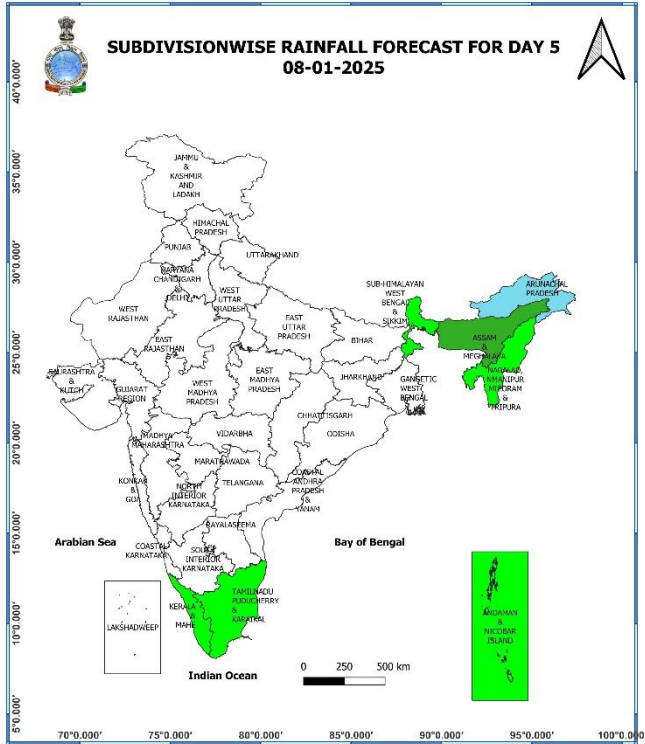 SUBDIVISIONWISE RAINFALL FORECAST FOR DAY 5
08-01-2025
40°0.000'
35°0.000'
30°0.000'
25°0.000'
20°0.000'
15°0.000'
10°0.000'
5°0.000'
JAMMU
&
KASHMIR
AND
LADAKH
HIMACHAL
PRADESH
PUNJAB
UTTARAKHAND
HARYANA
CHANDIGARH
&
DELHI
WEST
UTTAR
PRADESH
WEST
RAJASTHAN
EAST
RAJASTHAN
EAST
UTTAR
PRADESH
BIHAR
SUB-HIMALAYAN
WEST
BENGAL
&
SIKKIM
ARUNACHAL
PRADESH
ASSAM
&
MEGHALAYA
NAGALAND,
MANIPUR
MIZORAM
&
TRIPURA
SAURASHTRA
&
KUTCH
GUJARAT
REGION
WEST
MADHYA
PRADESH
EAST
MADHYA
PRADESH
JHARKHAND
GANGETIC
WEST
BENGAL
CHHATTISGARH
ODISHA
MADHYA
MAHARASHTRA
VIDARBHA
MARATHWADA
TELANGANA
KONKAN
&
GOA
NORTH
INTERIOR
KARNATAKA
COASTAL
ANDHRA
PRADESH
&
YANAM
RAYALASEEMA
COASTAL
KARNATAKA
SOUTH
INTERIOR
KARNATAKA
Arabian Sea
Bay of Bengal
LAKSHADWEEP
KERALA
&
MAHE
TAMILNADU
PUDUCHERRY
&
KARAIKAL
ANDAMAN
&
NICOBAR
ISLAND
Indian Ocean
0 250 500 km
70°0.000' 75°0.000' 80°0.000' 85°0.000' 90°0.000' 95°0.000' 100°0.000'